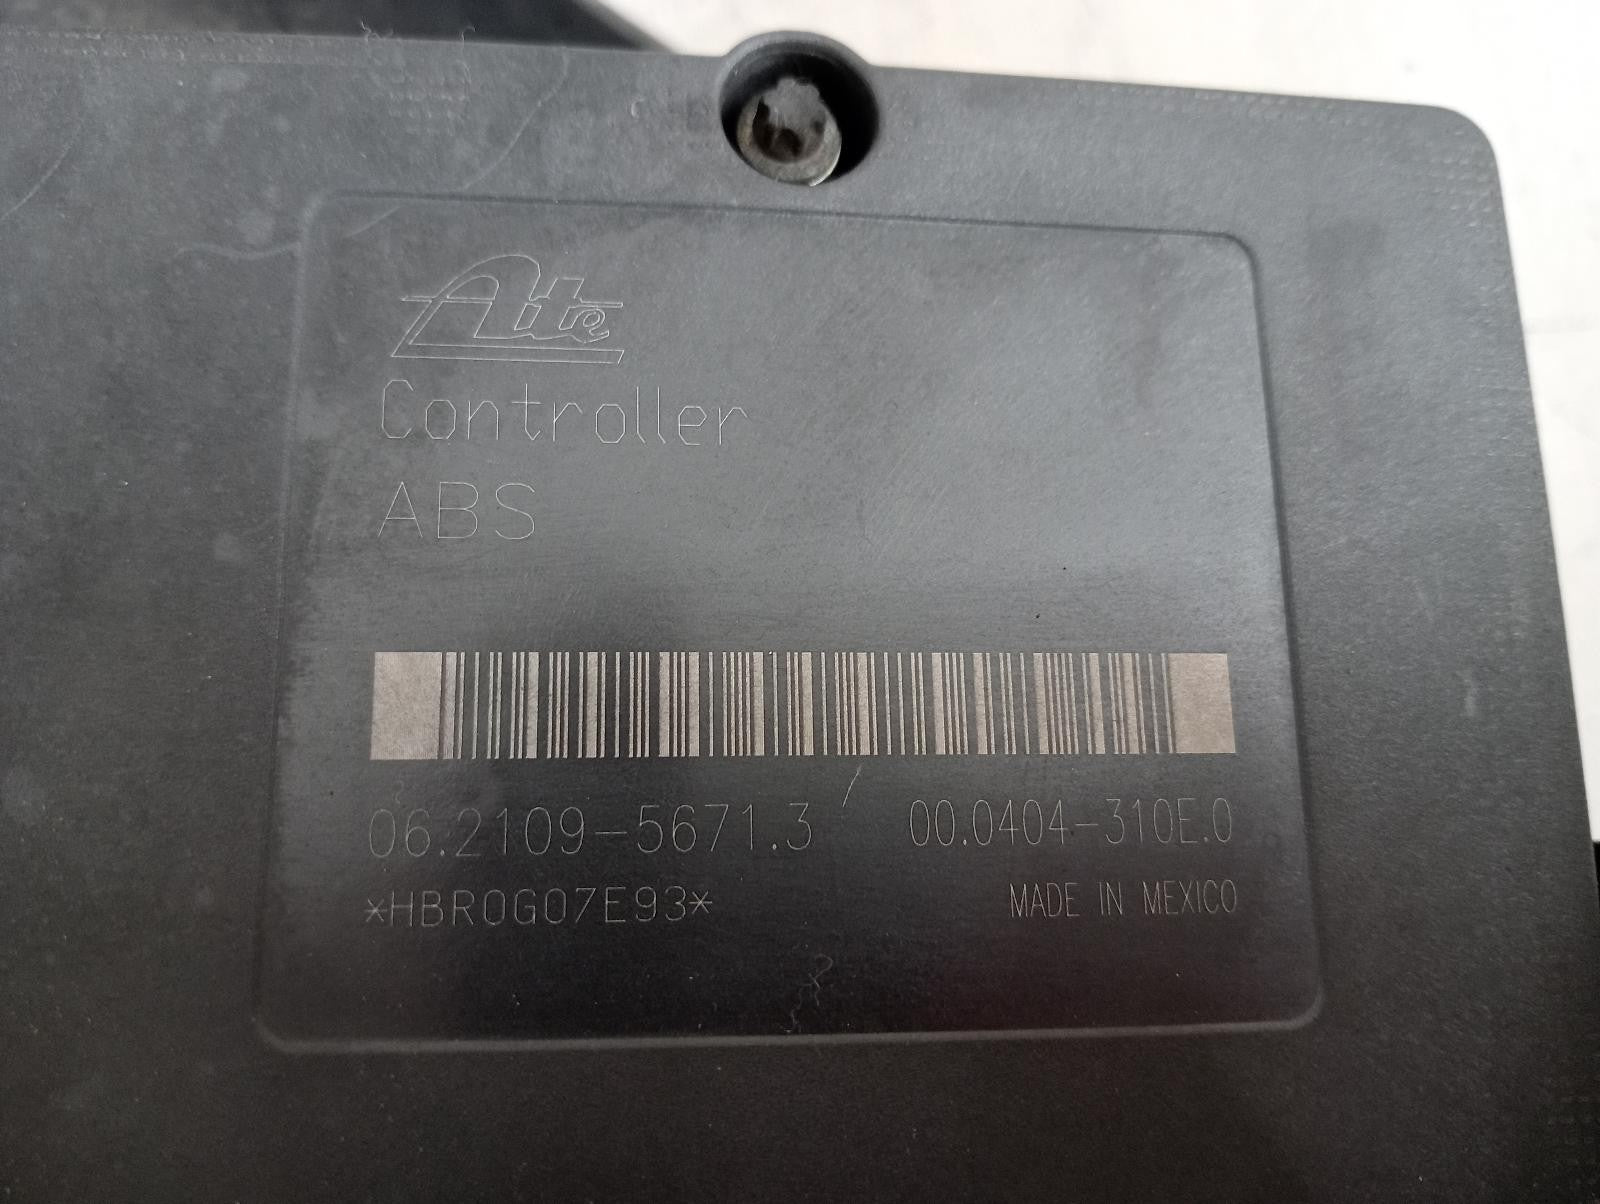 Ate
Controller
ABS
06.2109-5671.3 00.0404-310E.0
*HBR0G07E93* MADE IN MEXICO